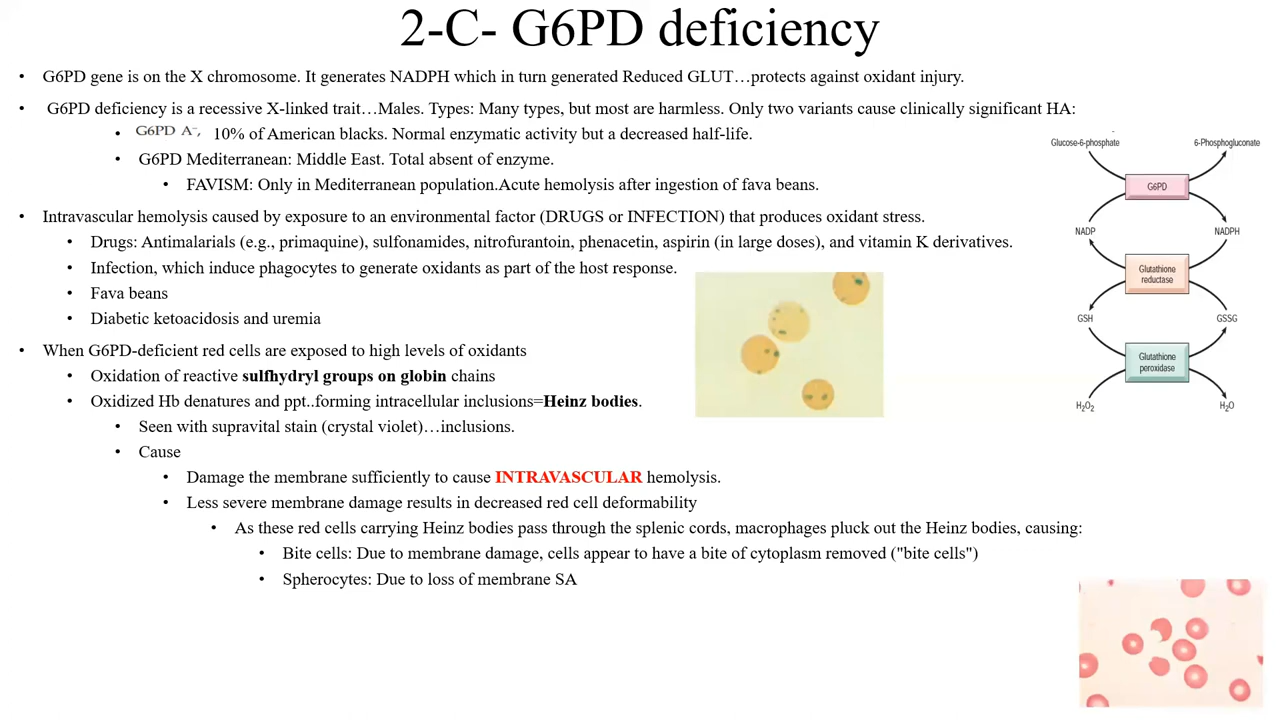 2-C- G6PD deficiency
• G6PD gene is on the X chromosome. It generates NADPH which in turn generated Reduced GLUT…protects against oxidant injury.
• G6PD deficiency is a recessive X-linked trait…Males. Types: Many types, but most are harmless. Only two variants cause clinically significant HA:
• G6PD A⁻, 10% of American blacks. Normal enzymatic activity but a decreased half-life.
• G6PD Mediterranean: Middle East. Total absent of enzyme.
• FAVISM: Only in Mediterranean population.Acute hemolysis after ingestion of fava beans.
• Intravascular hemolysis caused by exposure to an environmental factor (DRUGS or INFECTION) that produces oxidant stress.
• Drugs: Antimalarials (e.g., primaquine), sulfonamides, nitrofurantoin, phenacetin, aspirin (in large doses), and vitamin K derivatives.
• Infection, which induce phagocytes to generate oxidants as part of the host response.
• Fava beans
• Diabetic ketoacidosis and uremia
• When G6PD-deficient red cells are exposed to high levels of oxidants
• Oxidation of reactive sulfhydryl groups on globin chains
• Oxidized Hb denatures and ppt..forming intracellular inclusions=Heinz bodies.
• Seen with supravital stain (crystal violet)…inclusions.
• Cause
• Damage the membrane sufficiently to cause INTRAVASCULAR hemolysis.
• Less severe membrane damage results in decreased red cell deformability
• As these red cells carrying Heinz bodies pass through the splenic cords, macrophages pluck out the Heinz bodies, causing:
• Bite cells: Due to membrane damage, cells appear to have a bite of cytoplasm removed ("bite cells")
• Spherocytes: Due to loss of membrane SA
Glucose-6-phosphate 6-Phosphogluconate
G6PD
NADP NADPH
Glutathione
reductase
GSH GSSG
Glutathione
peroxidase
H₂O₂ H₂O